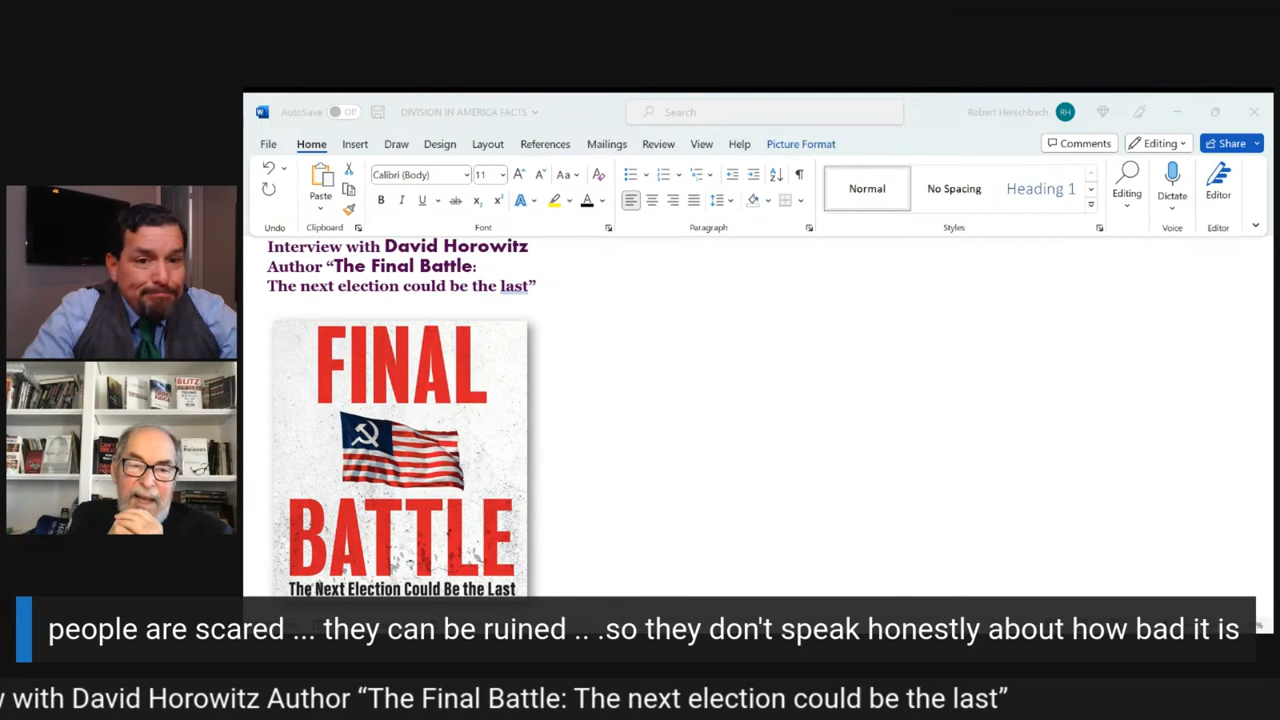 AutoSave Off DIVISION IN AMERICA FACTS Search Robert Herschbach RH
File Home Insert Draw Design Layout References Mailings Review View Help Picture Format Comments Editing Share
Paste Calibri (Body) 11 Aa Normal No Spacing Heading 1 Editing Dictate Editor
Undo Clipboard Font Paragraph Styles Voice Editor
Interview with David Horowitz
Author “The Final Battle:
The next election could be the last”
BLITZ
FINAL
BATTLE
The Next Election Could Be the Last
people are scared ... they can be ruined .. .so they don't speak honestly about how bad it is
with David Horowitz Author “The Final Battle: The next election could be the last”